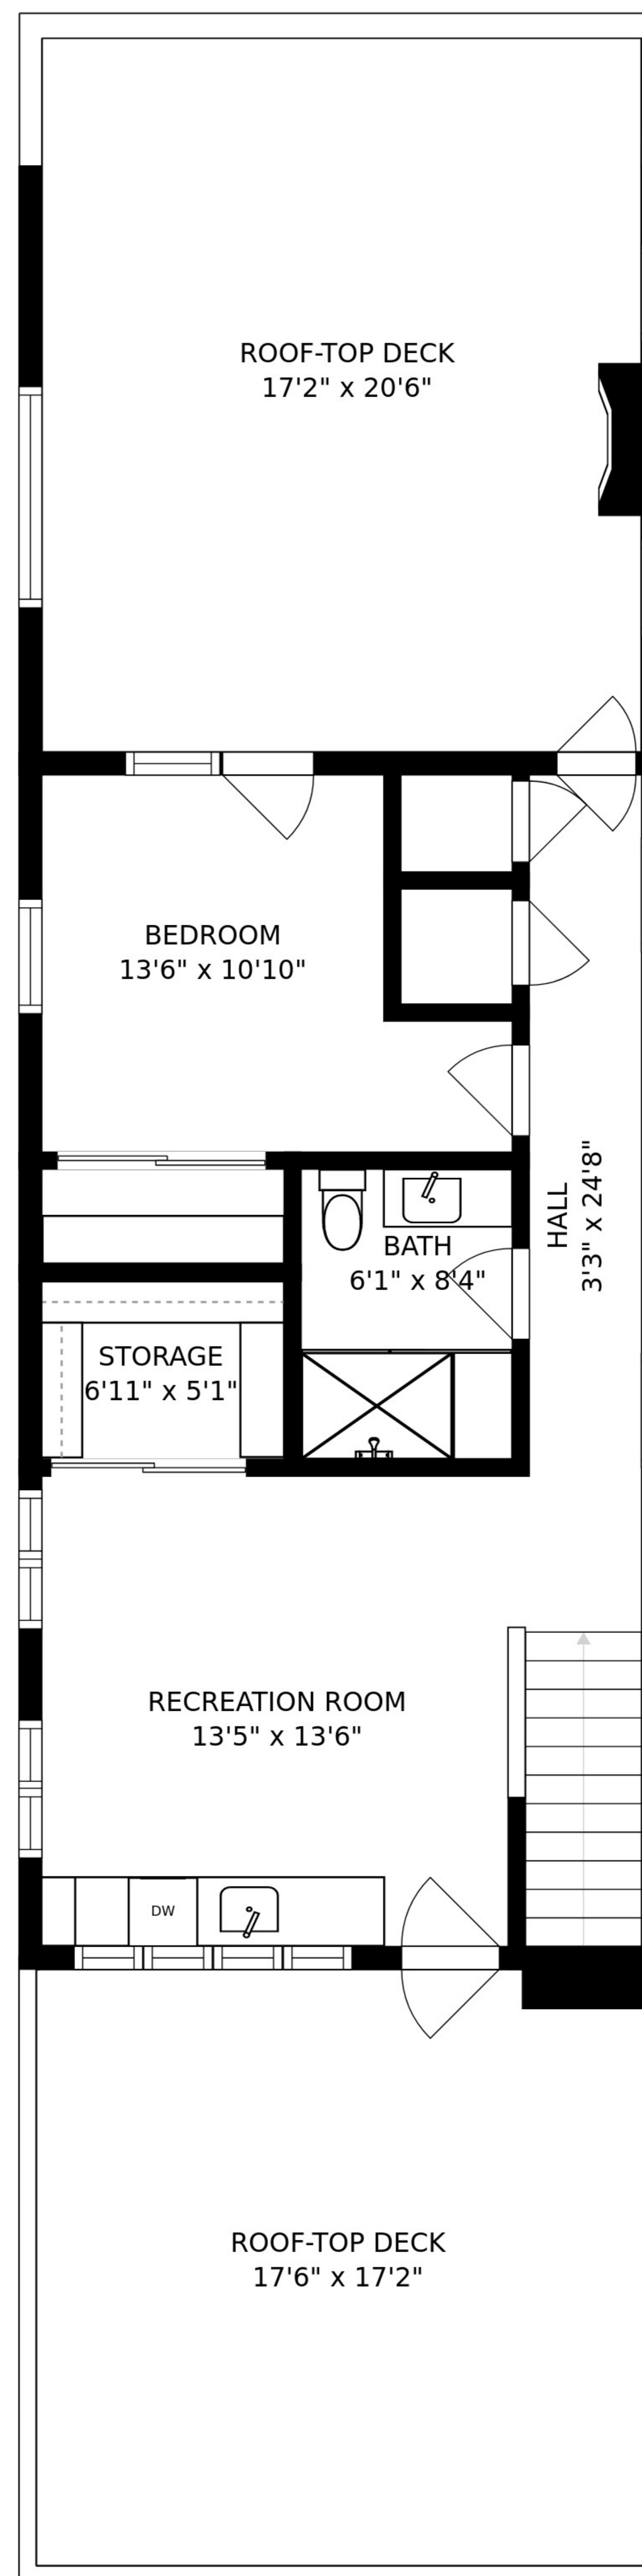 ROOF-TOP DECK
17'2" x 20'6"
BEDROOM
13'6" x 10'10"
HALL
3'3" x 24'8"
BATH
6'1" x 8'4"
STORAGE
6'11" x 5'1"
RECREATION ROOM
13'5" x 13'6"
DW
ROOF-TOP DECK
17'6" x 17'2"